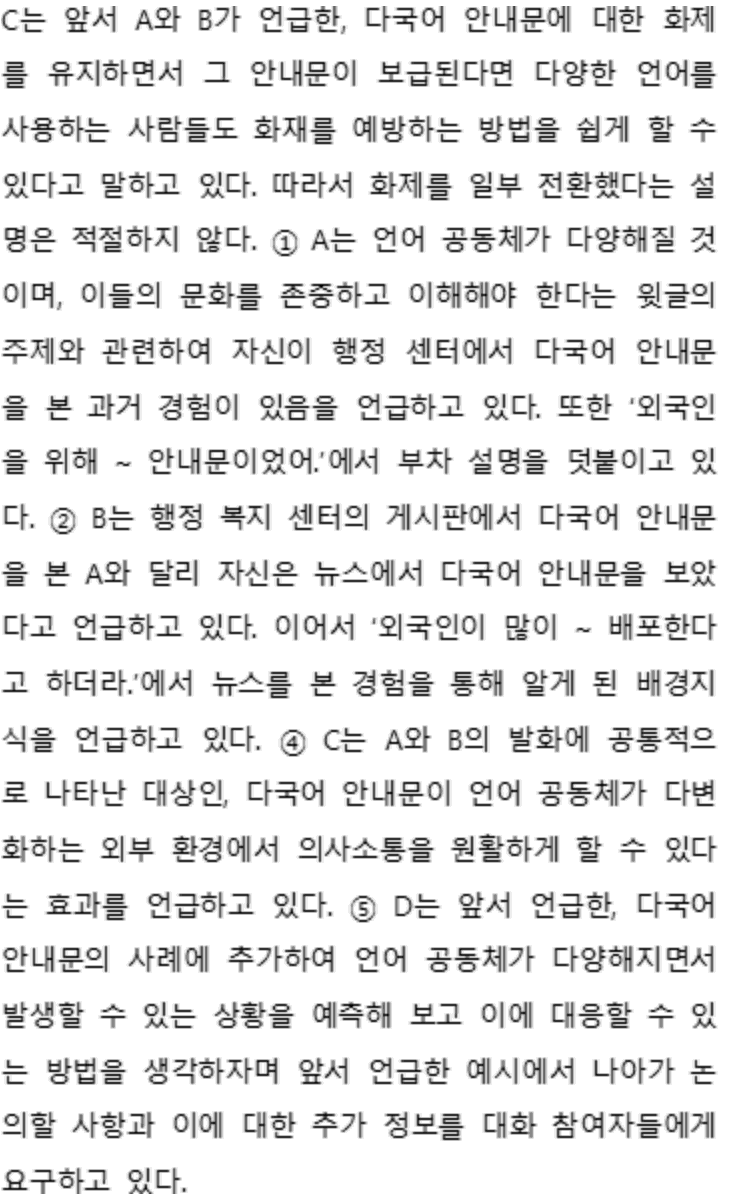 C는 앞서 A와 B가 언급한, 다국어 안내문에 대한 화제
를 유지하면서 그 안내문이 보급된다면 다양한 언어를
사용하는 사람들도 화재를 예방하는 방법을 쉽게 할 수
있다고 말하고 있다. 따라서 화제를 일부 전환했다는 설
명은 적절하지 않다. ① A는 언어 공동체가 다양해질 것
이며, 이들의 문화를 존중하고 이해해야 한다는 윗글의
주제와 관련하여 자신이 행정 센터에서 다국어 안내문
을 본 과거 경험이 있음을 언급하고 있다. 또한 ‘외국인
을 위해 ~ 안내문이었어.’에서 부차 설명을 덧붙이고 있
다. ② B는 행정 복지 센터의 게시판에서 다국어 안내문
을 본 A와 달리 자신은 뉴스에서 다국어 안내문을 보았
다고 언급하고 있다. 이어서 ‘외국인이 많이 ~ 배포한다
고 하더라.’에서 뉴스를 본 경험을 통해 알게 된 배경지
식을 언급하고 있다. ④ C는 A와 B의 발화에 공통적으
로 나타난 대상인, 다국어 안내문이 언어 공동체가 다변
화하는 외부 환경에서 의사소통을 원활하게 할 수 있다
는 효과를 언급하고 있다. ⑤ D는 앞서 언급한, 다국어
안내문의 사례에 추가하여 언어 공동체가 다양해지면서
발생할 수 있는 상황을 예측해 보고 이에 대응할 수 있
는 방법을 생각하자며 앞서 언급한 예시에서 나아가 논
의할 사항과 이에 대한 추가 정보를 대화 참여자들에게
요구하고 있다.